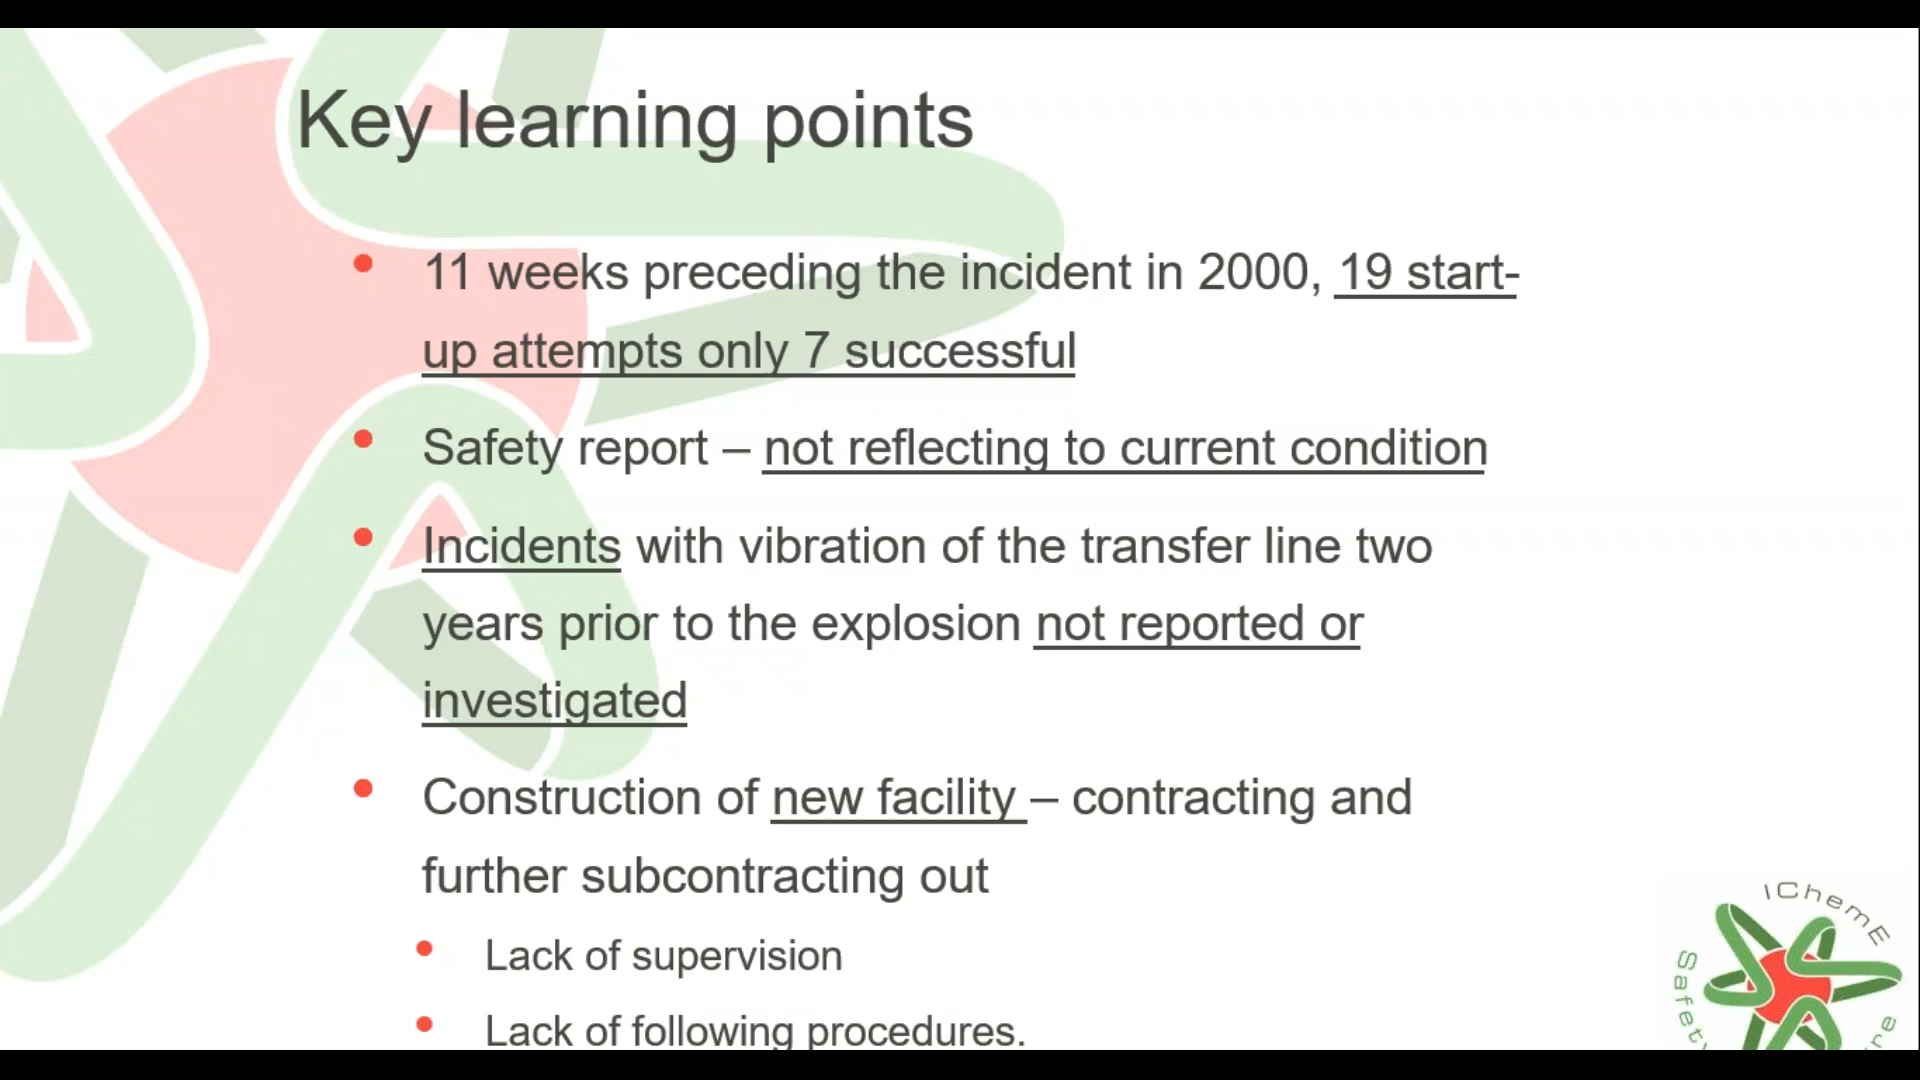 Key learning points
11 weeks preceding the incident in 2000, 19 start-
up attempts only 7 successful
Safety report – not reflecting to current condition
Incidents with vibration of the transfer line two
years prior to the explosion not reported or
investigated
Construction of new facility – contracting and
further subcontracting out
Lack of supervision
Lack of following procedures.
IChemE
Safety